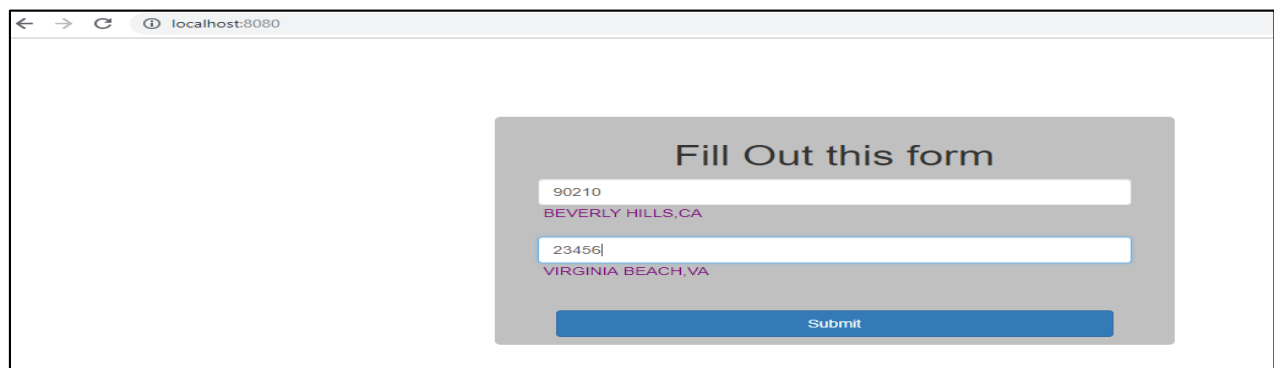 localhost:8080
Fill Out this form
90210
BEVERLY HILLS,CA
23456
VIRGINIA BEACH,VA
Submit